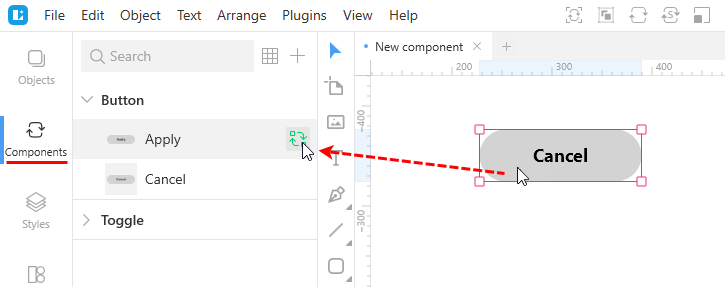 File Edit Object Text Arrange Plugins View Help
Objects
Components
Styles
Search
Button
Apply
Cancel
Toggle
New component
200 300 400
-400
-300
Cancel